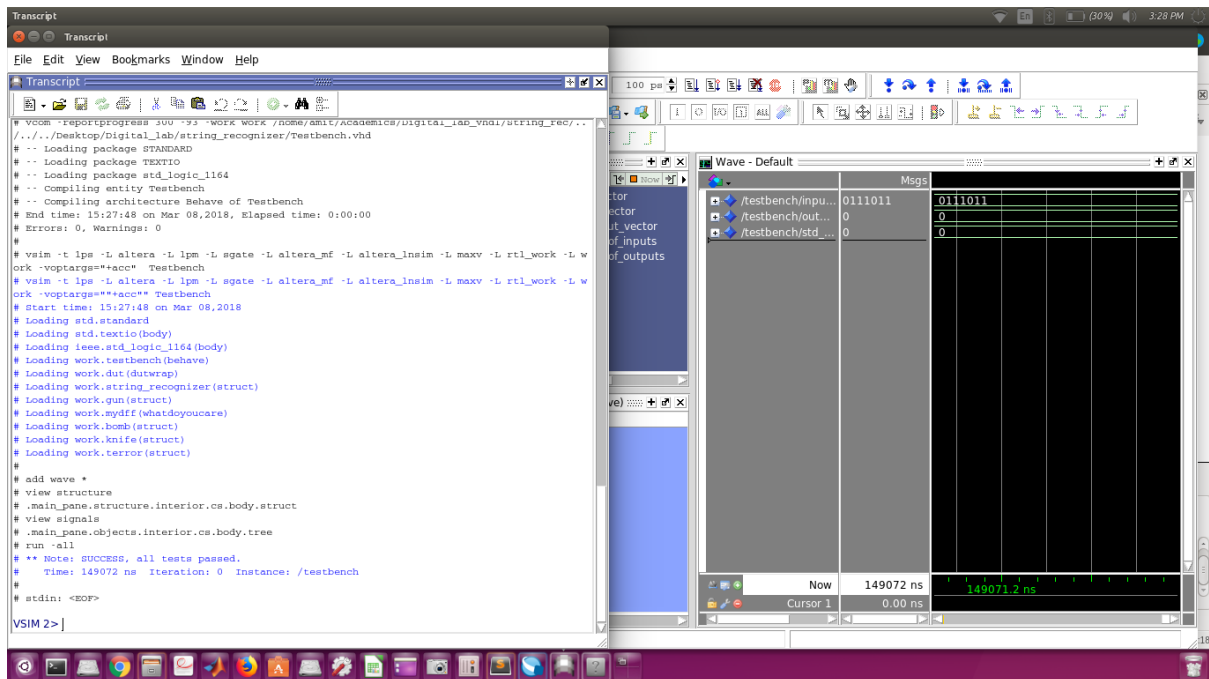 Transcript
En
(30%)
3:28 PM
Transcript
File Edit View Bookmarks Window Help
Transcript
# vcom -reportprogress 300 -93 -work work /home/amit/Academics/Digital_lab_vhdl/String_rec/..
/../../Desktop/Digital_lab/string_recognizer/Testbench.vhd
# -- Loading package STANDARD
# -- Loading package TEXTIO
# -- Loading package std_logic_1164
# -- Compiling entity Testbench
# -- Compiling architecture Behave of Testbench
# End time: 15:27:48 on Mar 08,2018, Elapsed time: 0:00:00
# Errors: 0, Warnings: 0
#
# vsim -t 1ps -L altera -L lpm -L sgate -L altera_mf -L altera_lnsim -L maxv -L rtl_work -L w
ork -voptargs="+acc"  Testbench
# vsim -t 1ps -L altera -L lpm -L sgate -L altera_mf -L altera_lnsim -L maxv -L rtl_work -L w
ork -voptargs=""+acc"" Testbench
# Start time: 15:27:48 on Mar 08,2018
# Loading std.standard
# Loading std.textio(body)
# Loading ieee.std_logic_1164(body)
# Loading work.testbench(behave)
# Loading work.dut(dutwrap)
# Loading work.string_recognizer(struct)
# Loading work.gun(struct)
# Loading work.mydff(whatdoyoucare)
# Loading work.bomb(struct)
# Loading work.knife(struct)
# Loading work.terror(struct)
#
# add wave *
# view structure
# .main_pane.structure.interior.cs.body.struct
# view signals
# .main_pane.objects.interior.cs.body.tree
# run -all
# ** Note: SUCCESS, all tests passed.
#    Time: 149072 ns  Iteration: 0  Instance: /testbench
#
# stdin: <EOF>
VSIM 2>
100 ps
ALL
Now
tor
ector
ut_vector
of_inputs
of_outputs
ve)
Wave - Default
Msgs
/testbench/inpu... 0111011 0111011
/testbench/out... 0 0
/testbench/std_... 0 0
Now 149072 ns
149071.2 ns
Cursor 1 0.00 ns